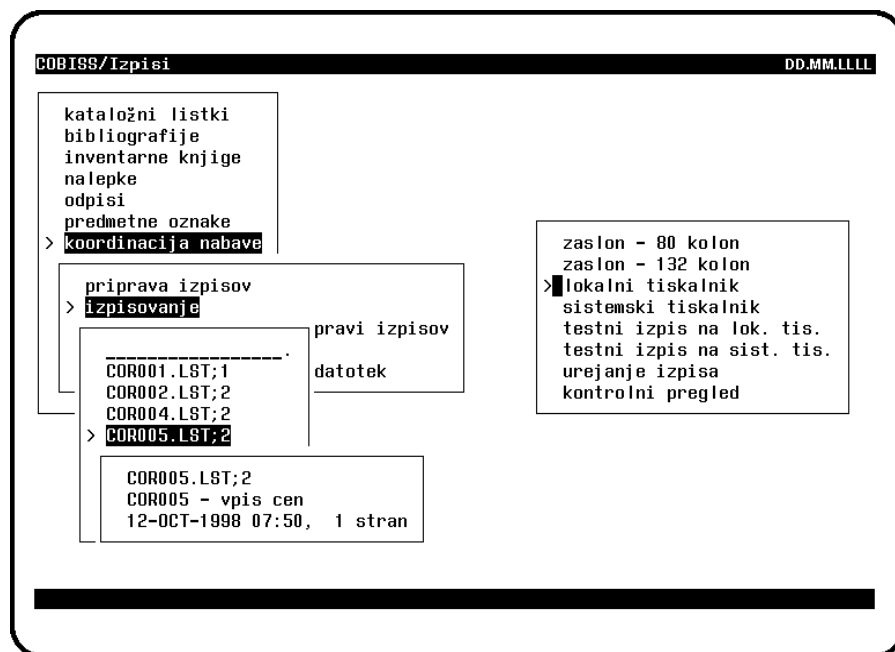 COBISS/Izpisi DD.MM.LLLL
kataložni listki
bibliografije
inventarne knjige
nalepke
odpisi
predmetne oznake
> koordinacija nabave
priprava izpisov
> izpisovanje
pravi izpisov
datotek
_________________.
COR001.LST;1
COR002.LST;2
COR004.LST;2
> COR005.LST;2
COR005.LST;2
COR005 - vpis cen
12-OCT-1998 07:50, 1 stran
zaslon - 80 kolon
zaslon - 132 kolon
> lokalni tiskalnik
sistemski tiskalnik
testni izpis na lok. tis.
testni izpis na sist. tis.
urejanje izpisa
kontrolni pregled